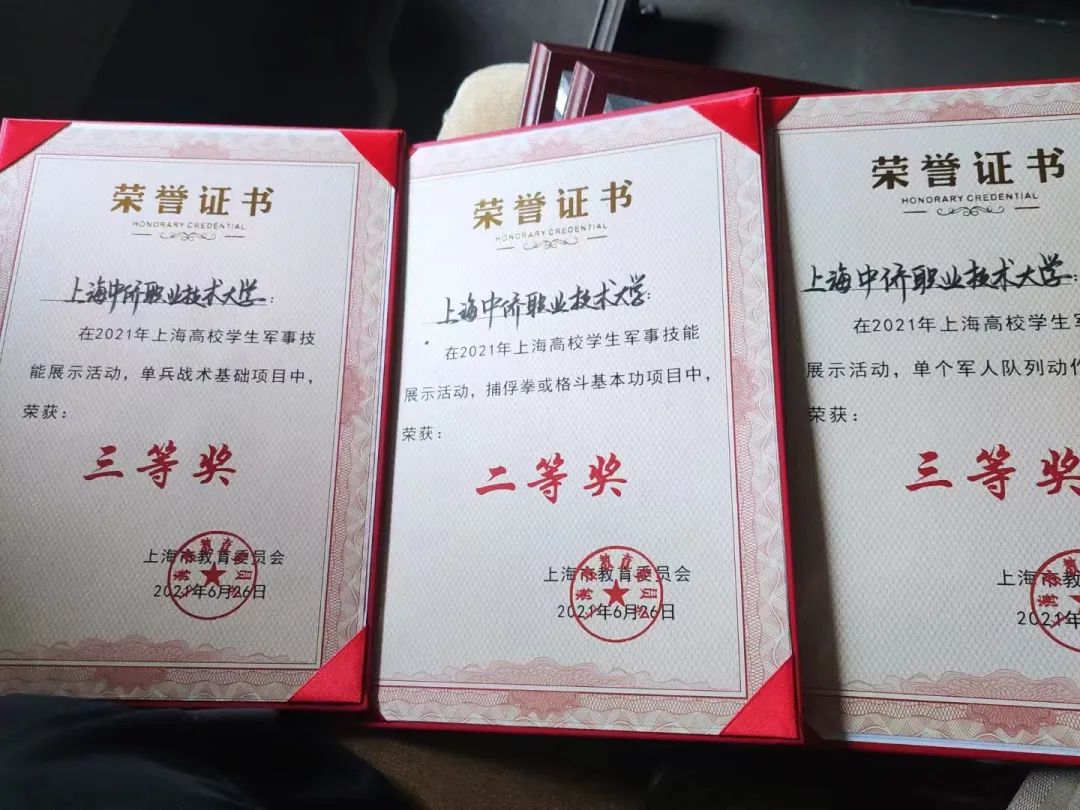 荣誉证书
HONORARY CREDENTIAL
上海中侨职业技术大学：
在2021年上海高校学生军事技
能展示活动，单兵战术基础项目中，
荣获：
三等奖
上海市教育委员会
2021年6月26日
荣誉证书
HONORARY CREDENTIAL
上海中侨职业技术大学：
在2021年上海高校学生军事技能
展示活动，捕俘拳或格斗基本功项目中，
荣获：
二等奖
上海市教育委员会
2021年6月26日
荣誉证书
HONORARY CREDENTIAL
上海中侨职业技术大学：
在2021年上海高校学生军
展示活动，单个军人队列动作
荣获：
三等奖
上海市教
2021年